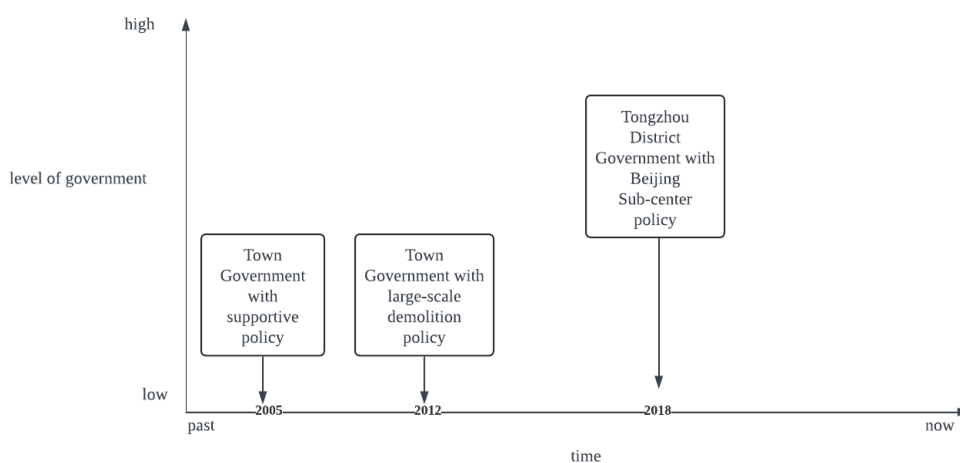 high
level of government
low
Town
Government
with
supportive
policy
Town
Government with
large-scale
demolition
policy
Tongzhou
District
Government with
Beijing
Sub-center
policy
2005
2012
2018
past
now
time